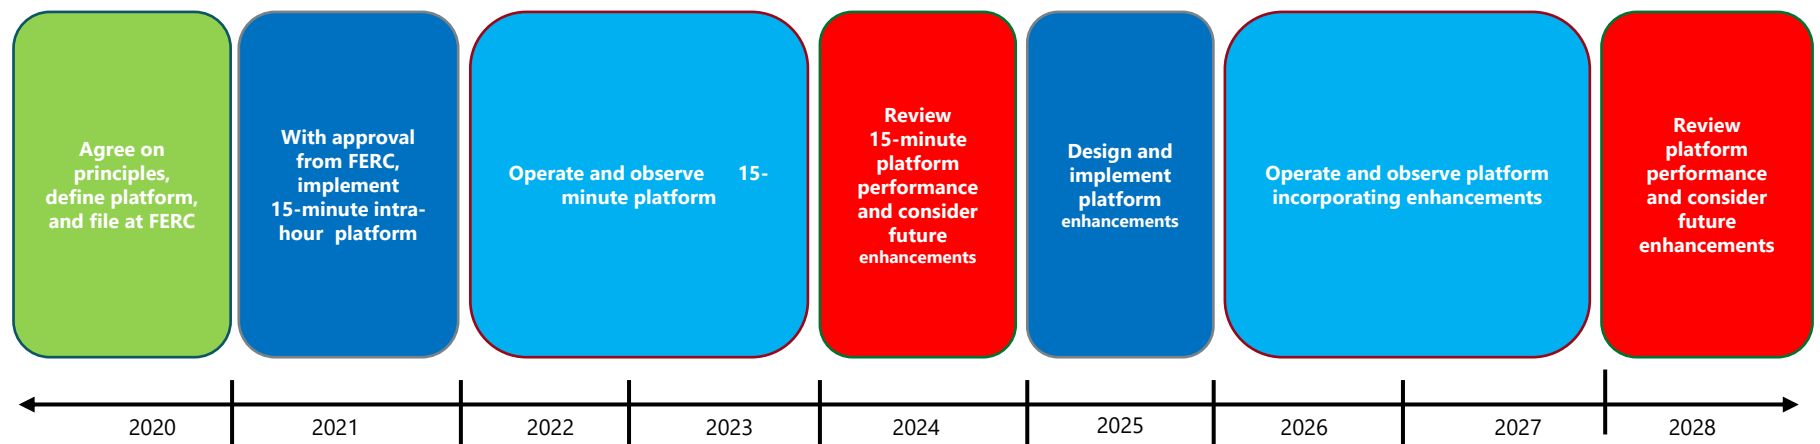 Agree on
principles,
define platform,
and file at FERC
With approval
from FERC,
implement
15-minute intra-
hour platform
Operate and observe 15-
minute platform
Review
15-minute
platform
performance
and consider
future
enhancements
Design and
implement
platform
enhancements
Operate and observe platform
incorporating enhancements
Review
platform
performance
and consider
future
enhancements
2020
2021
2022
2023
2024
2025
2026
2027
2028